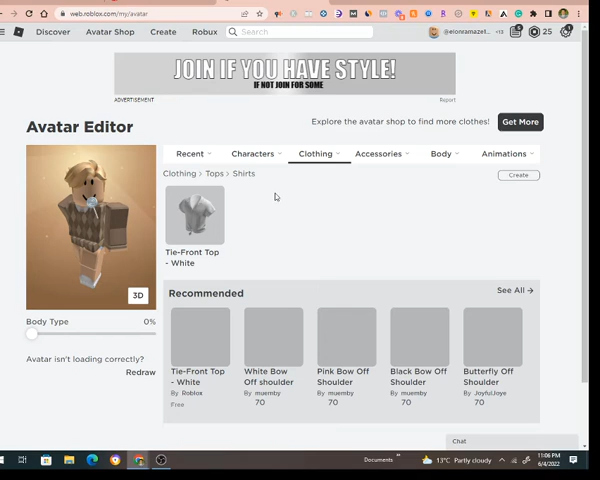 web.roblox.com/my/avatar
Discover Avatar Shop Create Robux Search @eionramazell... +13 25
JOIN IF YOU HAVE STYLE!
IF NOT JOIN FOR SOME
ADVERTISEMENT Report
Avatar Editor
Explore the avatar shop to find more clothes! Get More
Recent Characters Clothing Accessories Body Animations
Clothing > Tops > Shirts
Create
Tie-Front Top
- White
3D
Recommended See All →
Body Type 0%
Avatar isn't loading correctly?
Redraw
Tie-Front Top
- White
By Roblox
Free
White Bow
Off shoulder
By muemby
70
Pink Bow Off
Shoulder
By muemby
70
Black Bow Off
Shoulder
By muemby
70
Butterfly Off
Shoulder
By JoyfulJoye
70
Chat
Documents
13°C Partly cloudy
11:06 PM
6/4/2022